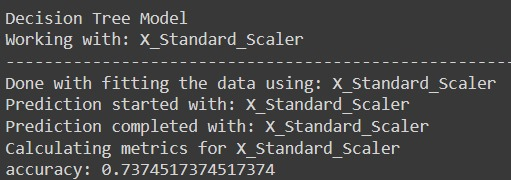 Decision Tree Model
Working with: X_Standard_Scaler
----------------------------------------------------
Done with fitting the data using: X_Standard_Scaler
Prediction started with: X_Standard_Scaler
Prediction completed with: X_Standard_Scaler
Calculating metrics for X_Standard_Scaler
accuracy: 0.7374517374517374